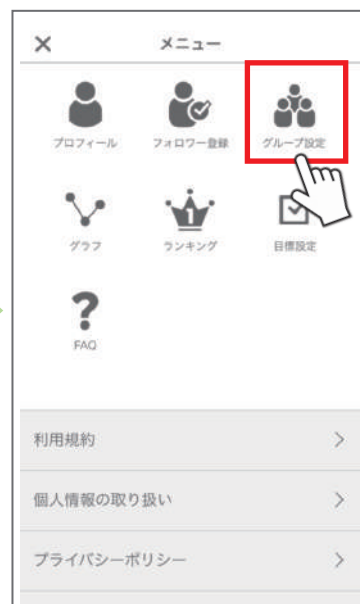 メニュー
プロフィール
フォロワー登録
グループ設定
グラフ
1
ランキング
目標設定
?
FAQ
利用規約
個人情報の取り扱い
プライバシーポリシー